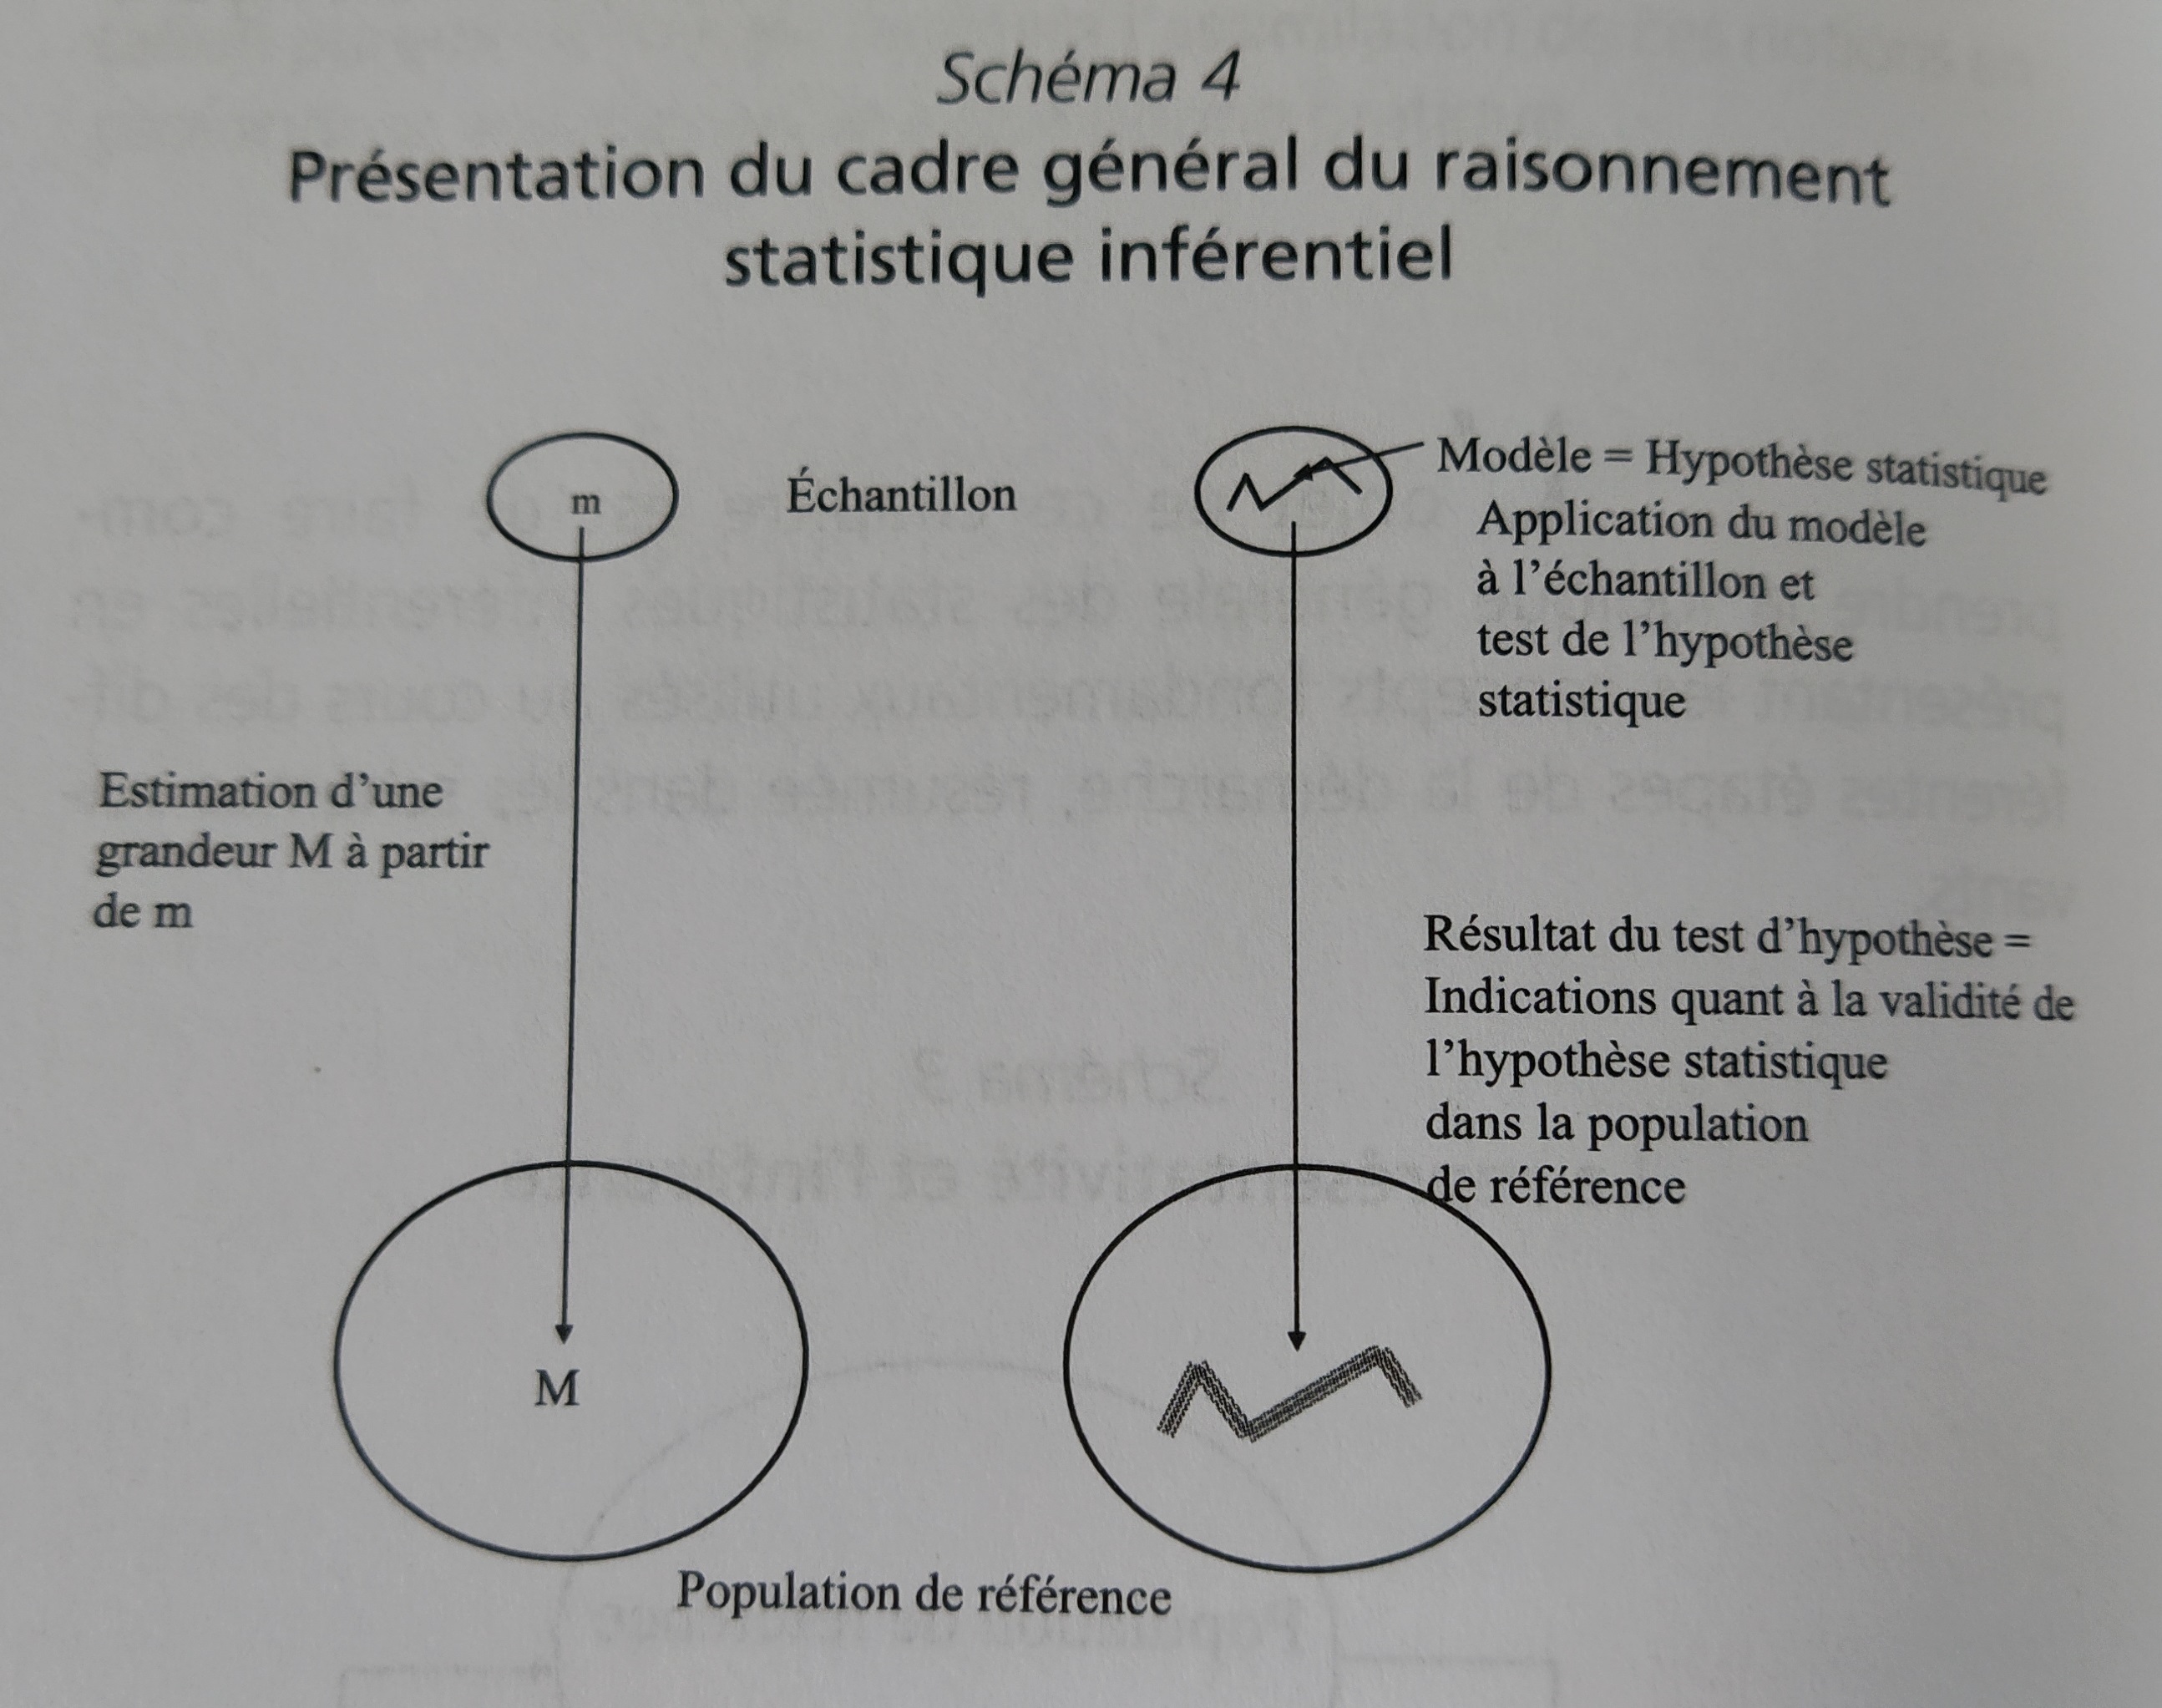 Schéma 4
Présentation du cadre général du raisonnement
statistique inférentiel
m
Échantillon
Modèle = Hypothèse statistique
Application du modèle
à l’échantillon et
test de l’hypothèse
statistique
Estimation d’une
grandeur M à partir
de m
Résultat du test d’hypothèse =
Indications quant à la validité de
l’hypothèse statistique
dans la population
de référence
M
Population de référence